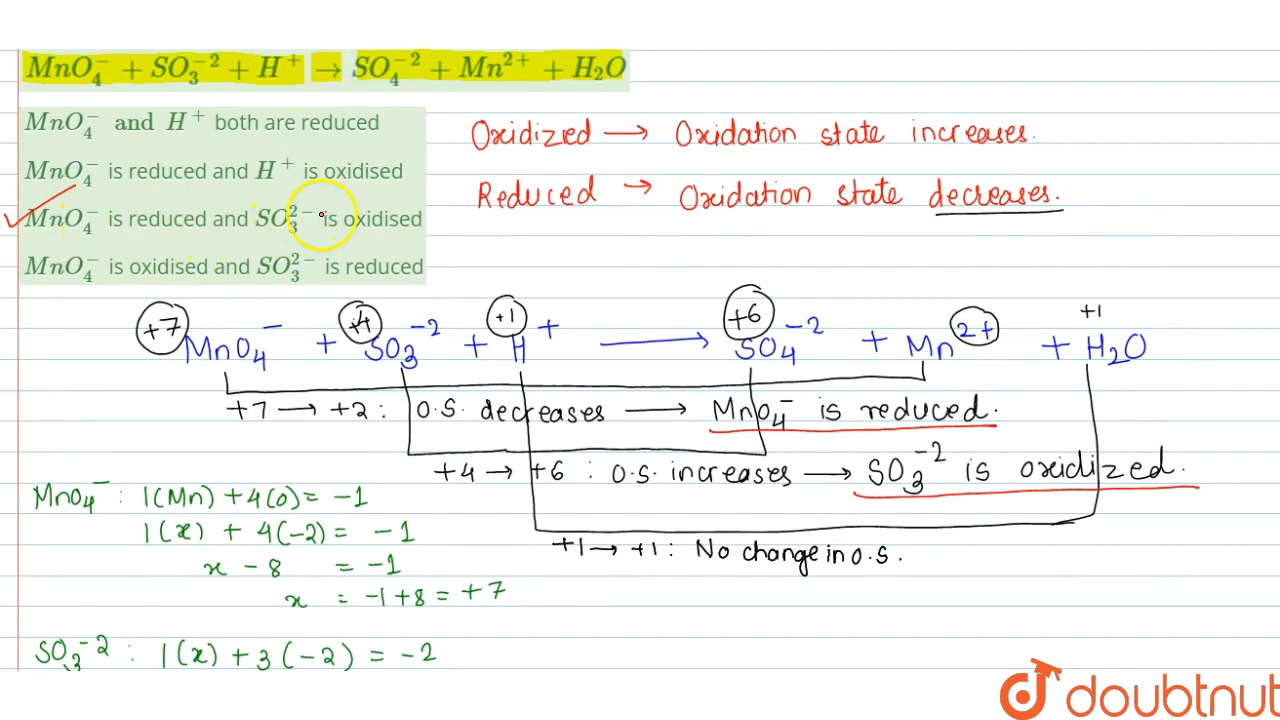 MnO₄⁻ + SO₃⁻² + H⁺ → SO₄⁻² + Mn²⁺ + H₂O
MnO₄⁻ and H⁺ both are reduced
MnO₄⁻ is reduced and H⁺ is oxidised
MnO₄⁻ is reduced and SO₃²⁻ is oxidised
MnO₄⁻ is oxidised and SO₃²⁻ is reduced
Oxidized → Oxidation state increases.
Reduced → Oxidation state decreases.
+7 +4 +1 +6 +1
MnO₄⁻ + SO₃⁻² + H⁺ → SO₄⁻² + Mn²⁺ + H₂O
+7 → +2 : O.S. decreases → MnO₄⁻ is reduced.
+4 → +6 : O.S. increases → SO₃⁻² is oxidized.
+1 → +1 : No change in O.S.
MnO₄⁻ : 1(Mn) + 4(O) = -1
1(x) + 4(-2) = -1
x - 8 = -1
x = -1+8 = +7
SO₃⁻² : 1(x) + 3(-2) = -2
doubtnut